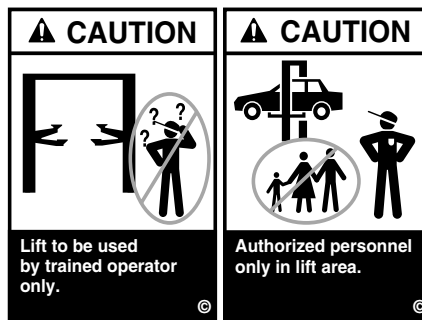 CAUTION
? ? ?
Lift to be used
by trained operator
only.
©
CAUTION
Authorized personnel
only in lift area.
©